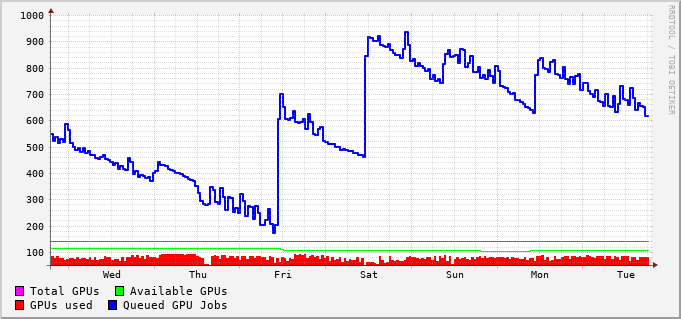 1000
900
800
700
600
500
400
300
200
100
Wed Thu Fri Sat Sun Mon Tue
Total GPUs Available GPUs
GPUs used Queued GPU Jobs
RRDTOOL / TOBI OETIKER